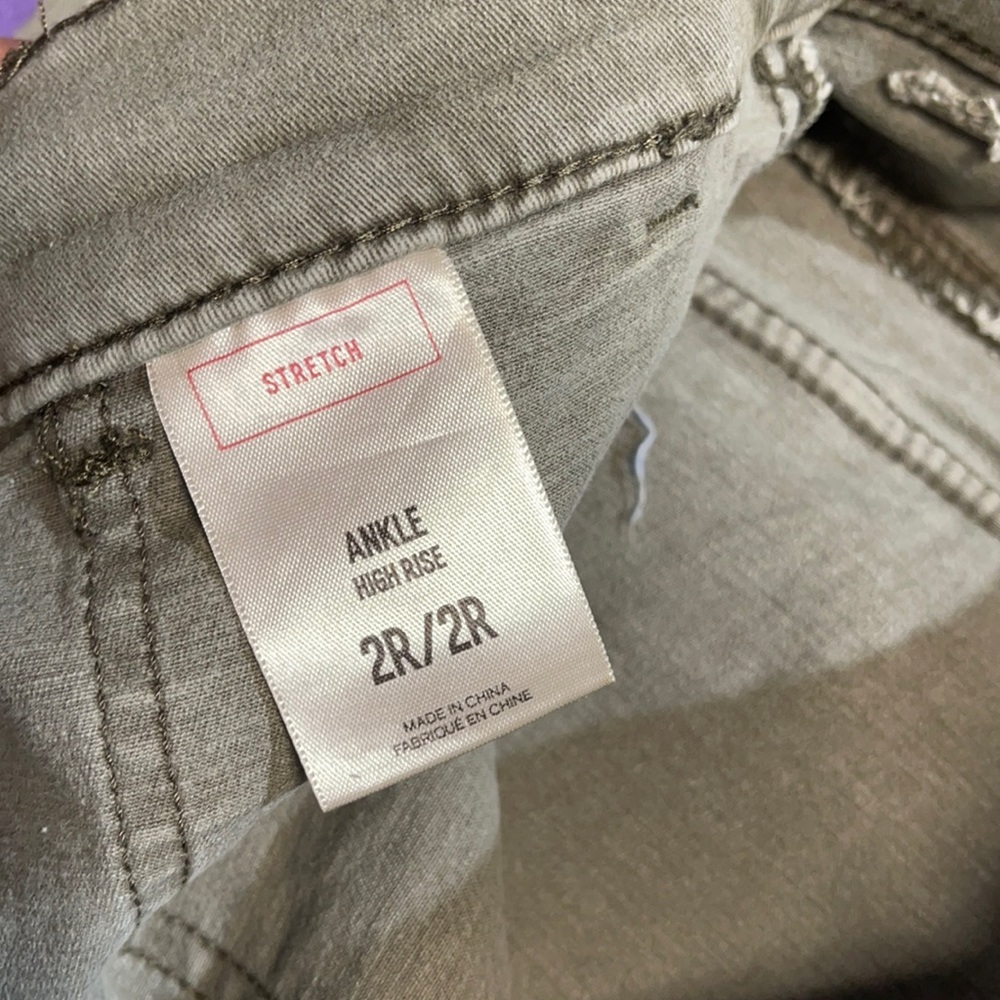 STRETCH
ANKLE
HIGH RISE
2R/2R
MADE IN CHINA
FABRIQUÉ EN CHINE